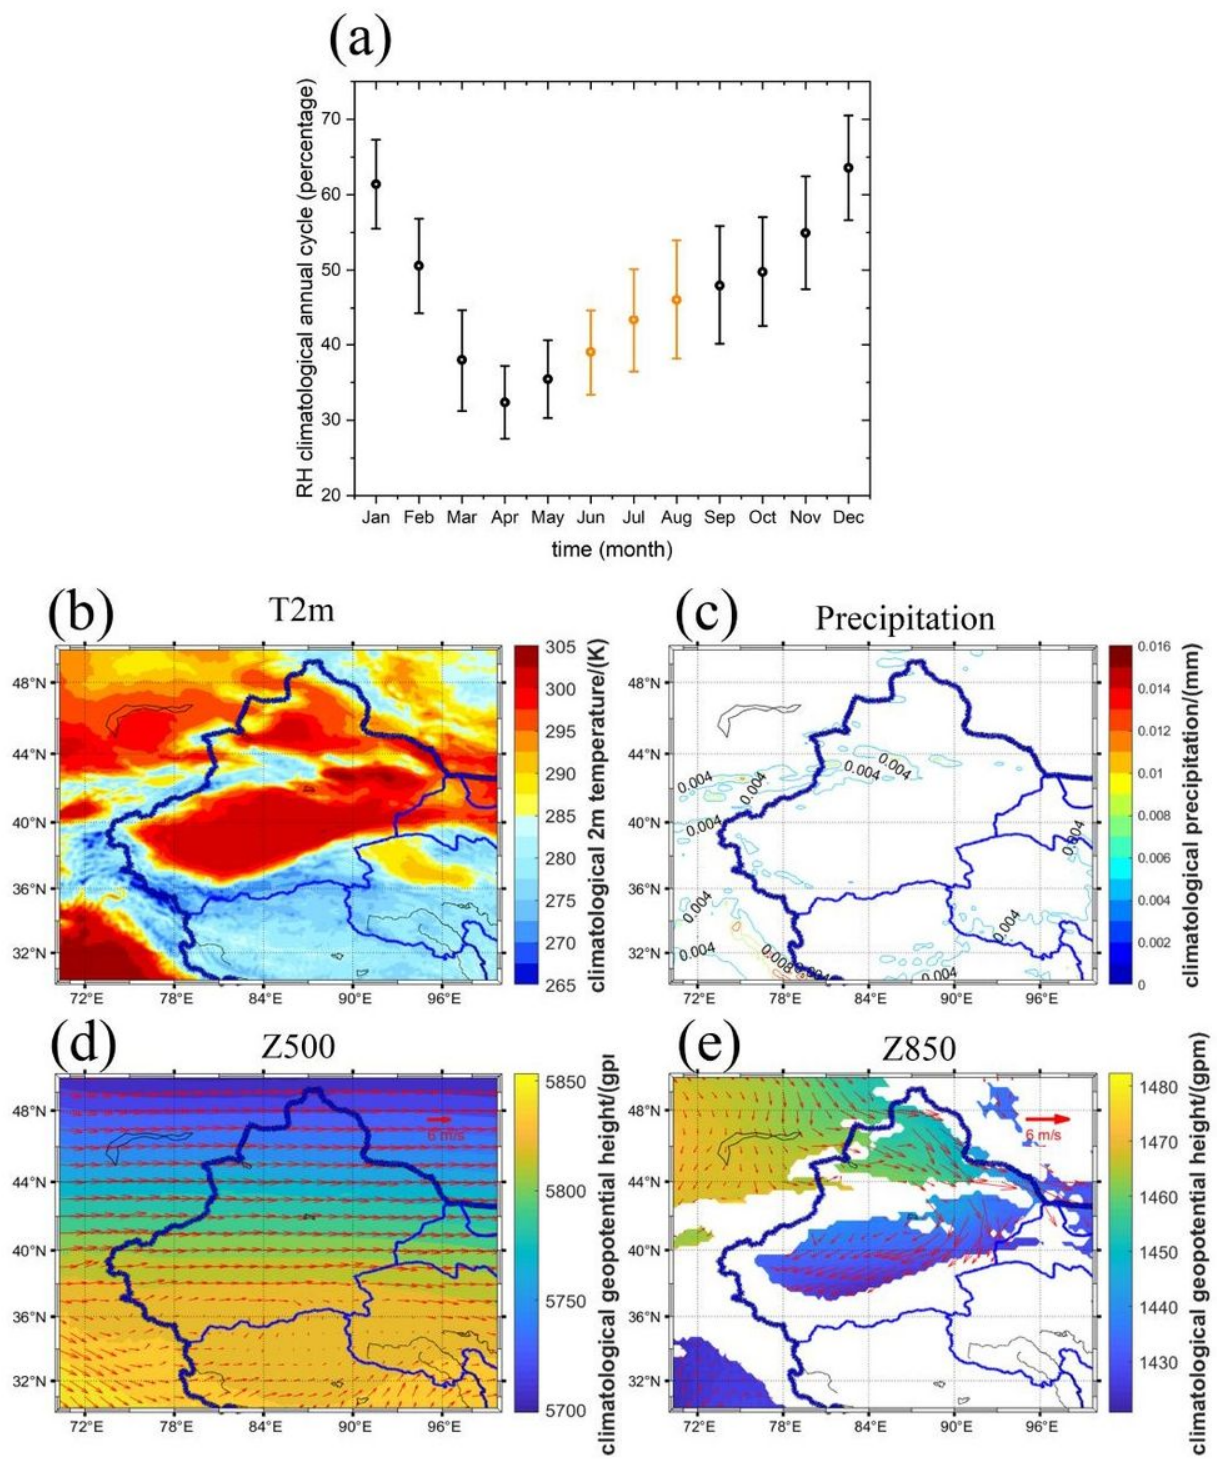 (a)
RH climatological annual cycle (percentage)
70
60
50
40
30
20
Jan Feb Mar Apr May Jun Jul Aug Sep Oct Nov Dec
time (month)
(b) T2m
48°N
44°N
40°N
36°N
32°N
72°E 78°E 84°E 90°E 96°E
305
300
295
290
285
280
275
270
265
climatological 2m temperature/(K)
(c) Precipitation
48°N
44°N
40°N
36°N
32°N
0.004
0.004
0.004
0.004
0.004
0.004
0.004
0.004
0.004
0.008
0.004
0.004
72°E 78°E 84°E 90°E 96°E
0.016
0.014
0.012
0.01
0.008
0.006
0.004
0.002
0
climatological precipitation/(mm)
(d) Z500
6 m/s
48°N
44°N
40°N
36°N
32°N
72°E 78°E 84°E 90°E 96°E
5850
5800
5750
5700
climatological geopotential height/(gpı
(e) Z850
6 m/s
48°N
44°N
40°N
36°N
32°N
72°E 78°E 84°E 90°E 96°E
1480
1470
1460
1450
1440
1430
climatological geopotential height/(gpm)